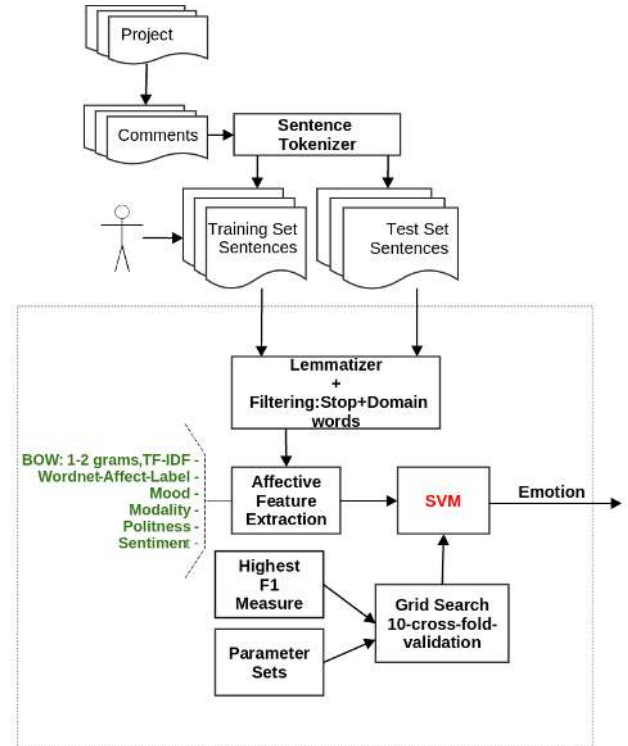 Project
Comments
Sentence
Tokenizer
Training Set
Sentences
Test Set
Sentences
Lemmatizer
+
Filtering:Stop+Domain
words
BOW: 1-2 grams,TF-IDF -
Wordnet-Affect-Label -
Mood -
Modality -
Politness -
Sentiment -
Affective
Feature
Extraction
SVM
Emotion
Highest
F1
Measure
Grid Search
10-cross-fold-
validation
Parameter
Sets